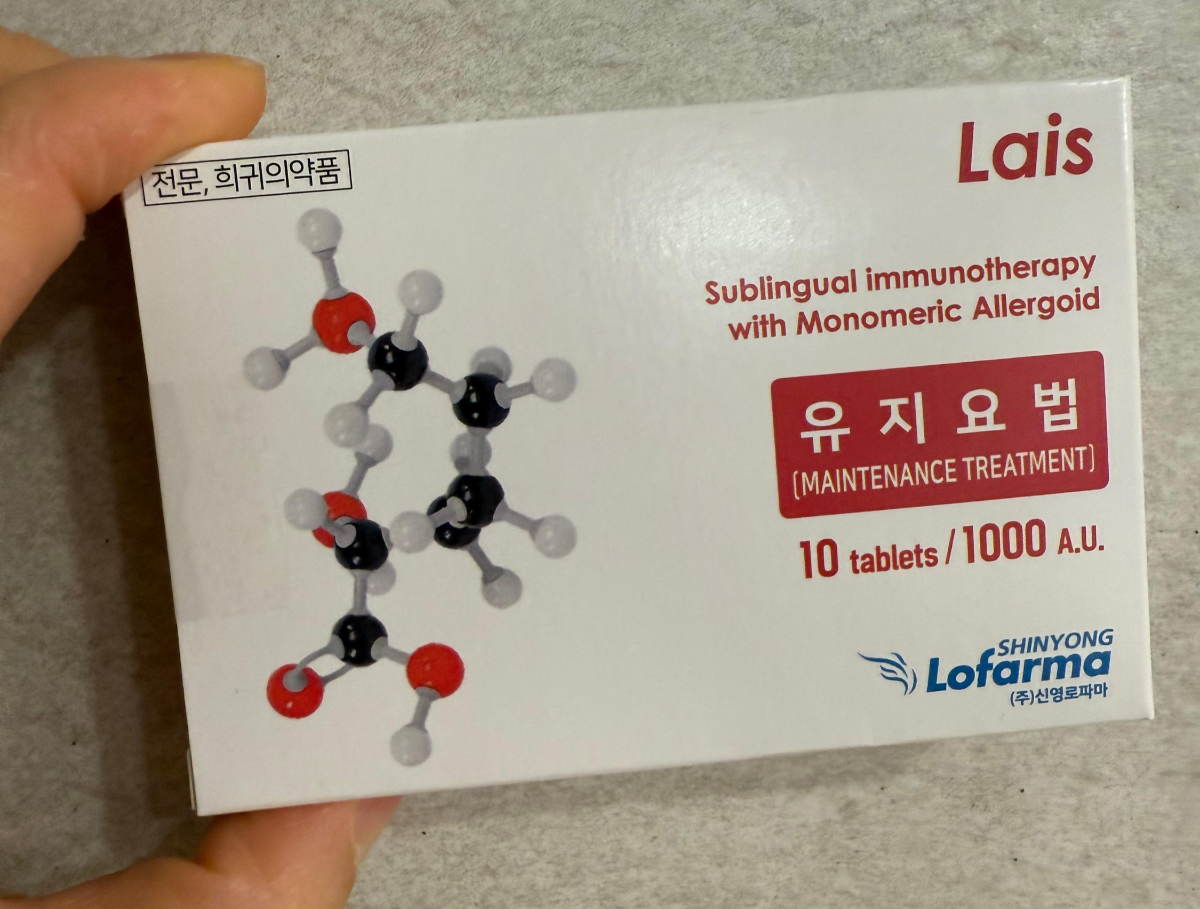 전문, 희귀의약품
Lais
Sublingual immunotherapy
with Monomeric Allergoid
유지요법
(MAINTENANCE TREATMENT)
10 tablets / 1000 A.U.
SHINYONG
Lofarma
(주)신영로파마